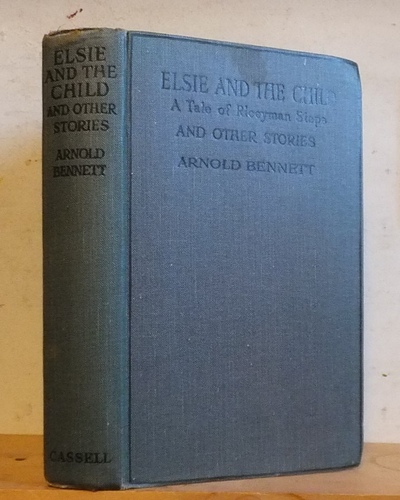 ELSIE
AND THE
CHILD
AND OTHER
STORIES
ARNOLD
BENNETT
CASSELL
ELSIE AND THE CHILD
A Tale of Riceyman Steps
AND OTHER STORIES
ARNOLD BENNETT